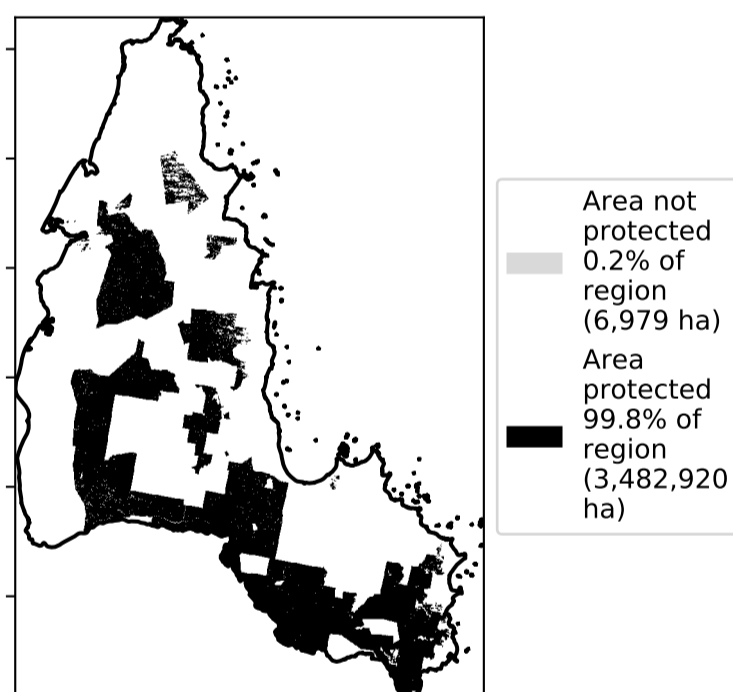 Area not
protected
0.2% of
region
(6,979 ha)
Area
protected
99.8% of
region
(3,482,920
ha)